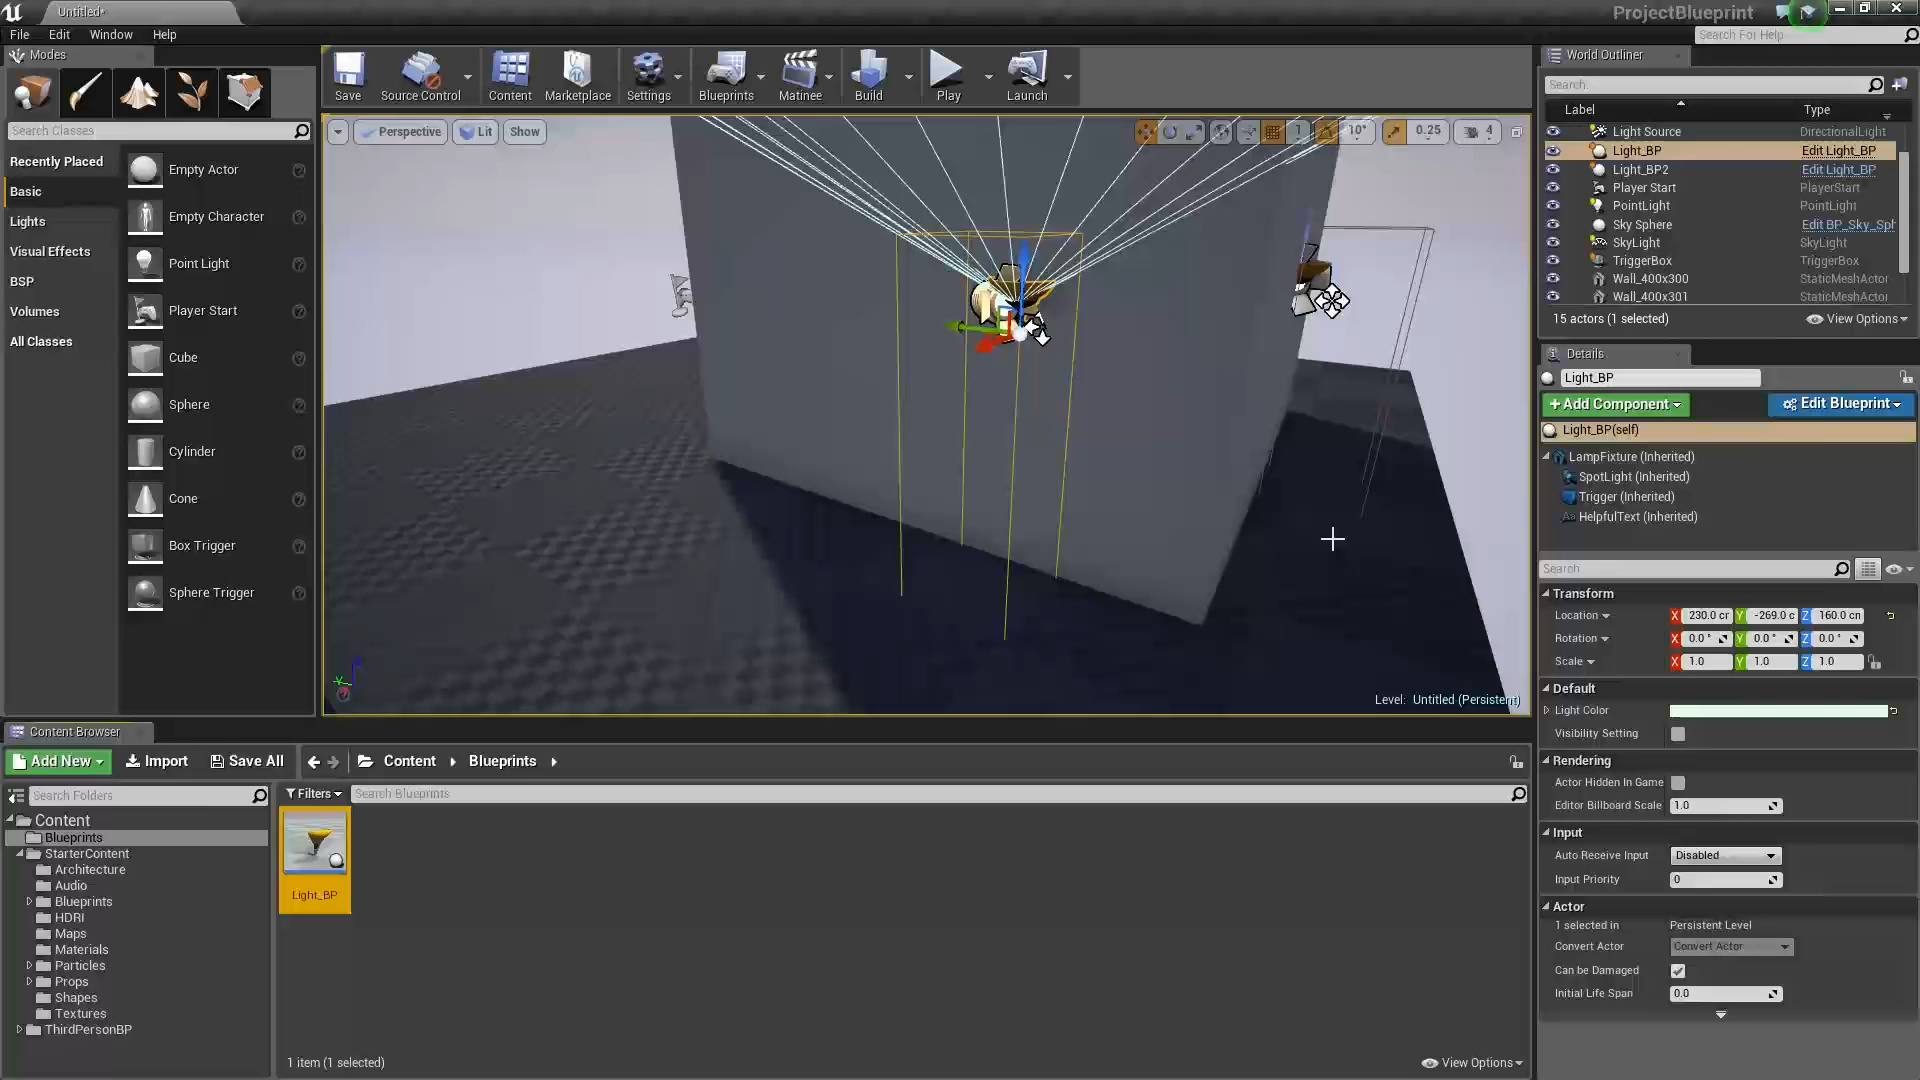 Untitled*
ProjectBlueprint
File Edit Window Help
Search For Help
Modes
Save
Source Control
Content
Marketplace
Settings
Blueprints
Matinee
Build
Play
Launch
World Outliner
Search Classes
Search.
Label Type
Recently Placed
Basic
Lights
Visual Effects
BSP
Volumes
All Classes
Empty Actor
Empty Character
Point Light
Player Start
Cube
Sphere
Cylinder
Cone
Box Trigger
Sphere Trigger
Perspective Lit Show
1 10° 0.25 4
Light Source DirectionalLight
Light_BP Edit Light_BP
Light_BP2 Edit Light_BP
Player Start PlayerStart
PointLight PointLight
Sky Sphere Edit BP_Sky_Sph
SkyLight SkyLight
TriggerBox TriggerBox
Wall_400x300 StaticMeshActor
Wall_400x301 StaticMeshActor
15 actors (1 selected) View Options
Details
Light_BP
+Add Component Edit Blueprint
Light_BP(self)
LampFixture (Inherited)
SpotLight (Inherited)
Trigger (Inherited)
HelpfulText (Inherited)
Search
Transform
Location X 230.0 cr Y -269.0 c Z 160.0 cn
Rotation X 0.0 ° Y 0.0 ° Z 0.0 °
Scale X 1.0 Y 1.0 Z 1.0
Default
Light Color
Visibility Setting
Rendering
Actor Hidden In Game
Editor Billboard Scale 1.0
Input
Auto Receive Input Disabled
Input Priority 0
Actor
1 selected in Persistent Level
Convert Actor Convert Actor
Can be Damaged
Initial Life Span 0.0
Level: Untitled (Persistent)
Content Browser
Add New Import Save All Content Blueprints
Search Folders
Filters Search Blueprints
Content
Blueprints
StarterContent
Architecture
Audio
Blueprints
HDRI
Maps
Materials
Particles
Props
Shapes
Textures
ThirdPersonBP
Light_BP
1 item (1 selected) View Options